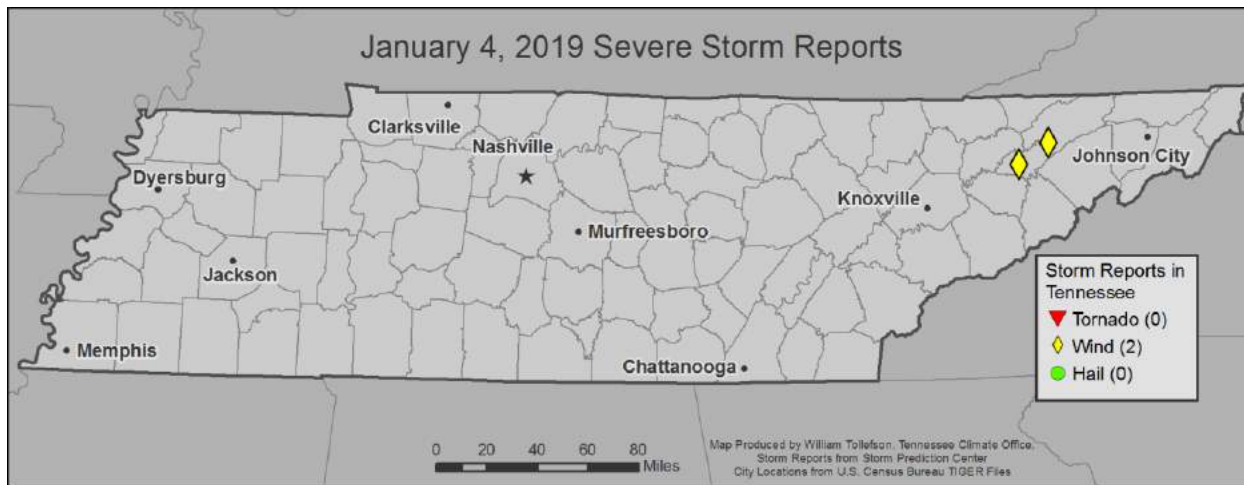 January 4, 2019 Severe Storm Reports
Clarksville
Nashville
Johnson City
Dyersburg
Knoxville
Murfreesboro
Jackson
Storm Reports in
Tennessee
Tornado (0)
Wind (2)
Hail (0)
Memphis
Chattanooga
0 20 40 60 80
Miles
Map Produced by William Tollefson, Tennessee Climate Office.
Storm Reports from Storm Prediction Center
City Locations from U.S. Census Bureau TIGER Files